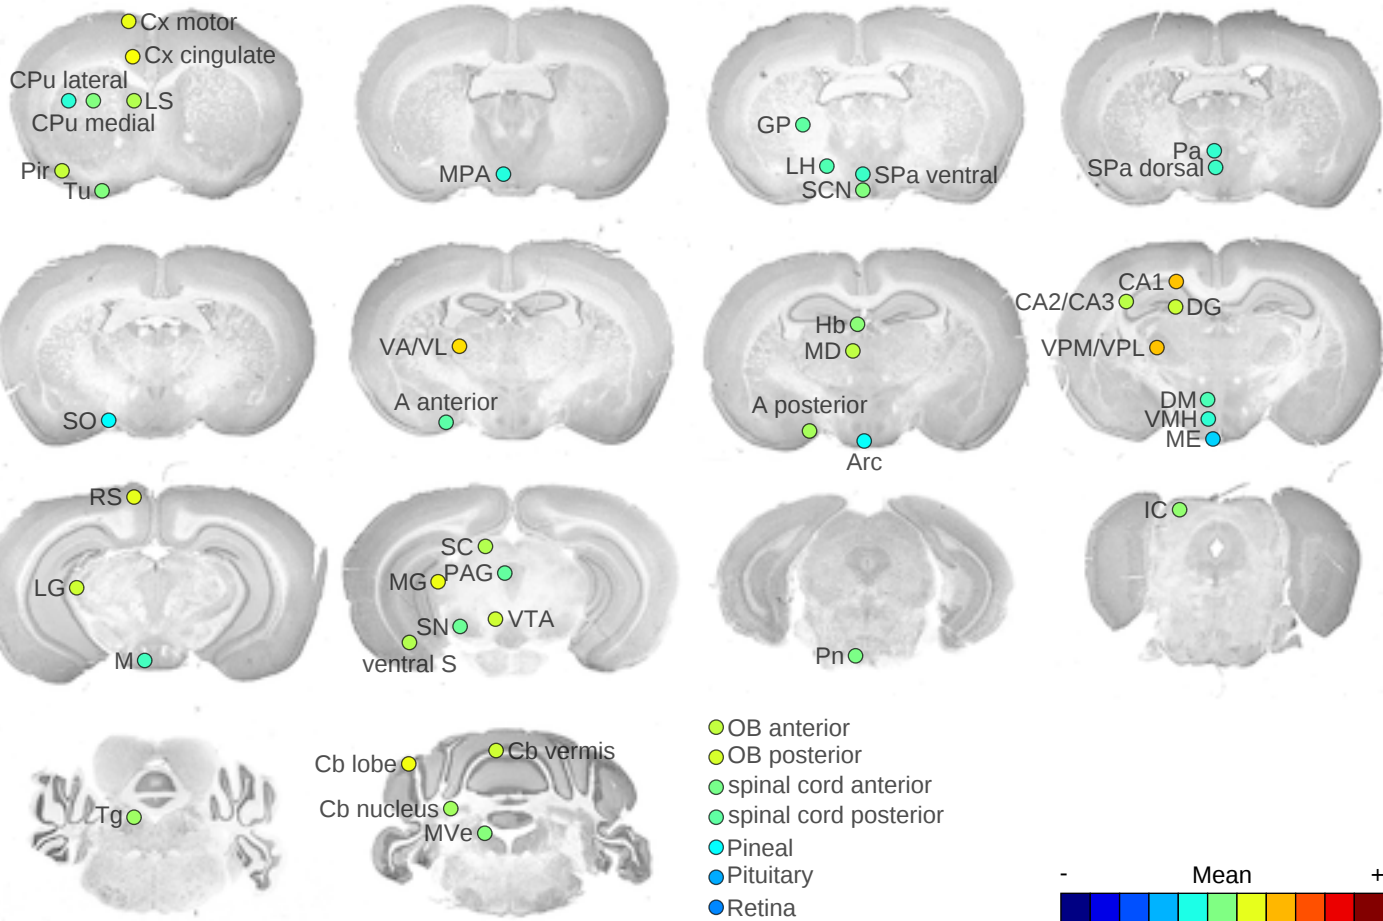 Cx motor
Cx cingulate
CPu lateral
LS
CPu medial
Pir
Tu
MPA
GP
LH
SPa ventral
SCN
Pa
SPa dorsal
SO
VA/VL
A anterior
Hb
MD
A posterior
Arc
CA1
CA2/CA3
DG
VPM/VPL
DM
VMH
ME
RS
LG
M
SC
MG
PAG
SN
VTA
ventral S
Pn
IC
Tg
Cb lobe
Cb vermis
Cb nucleus
MVe
OB anterior
OB posterior
spinal cord anterior
spinal cord posterior
Pineal
Pituitary
Retina
- Mean +